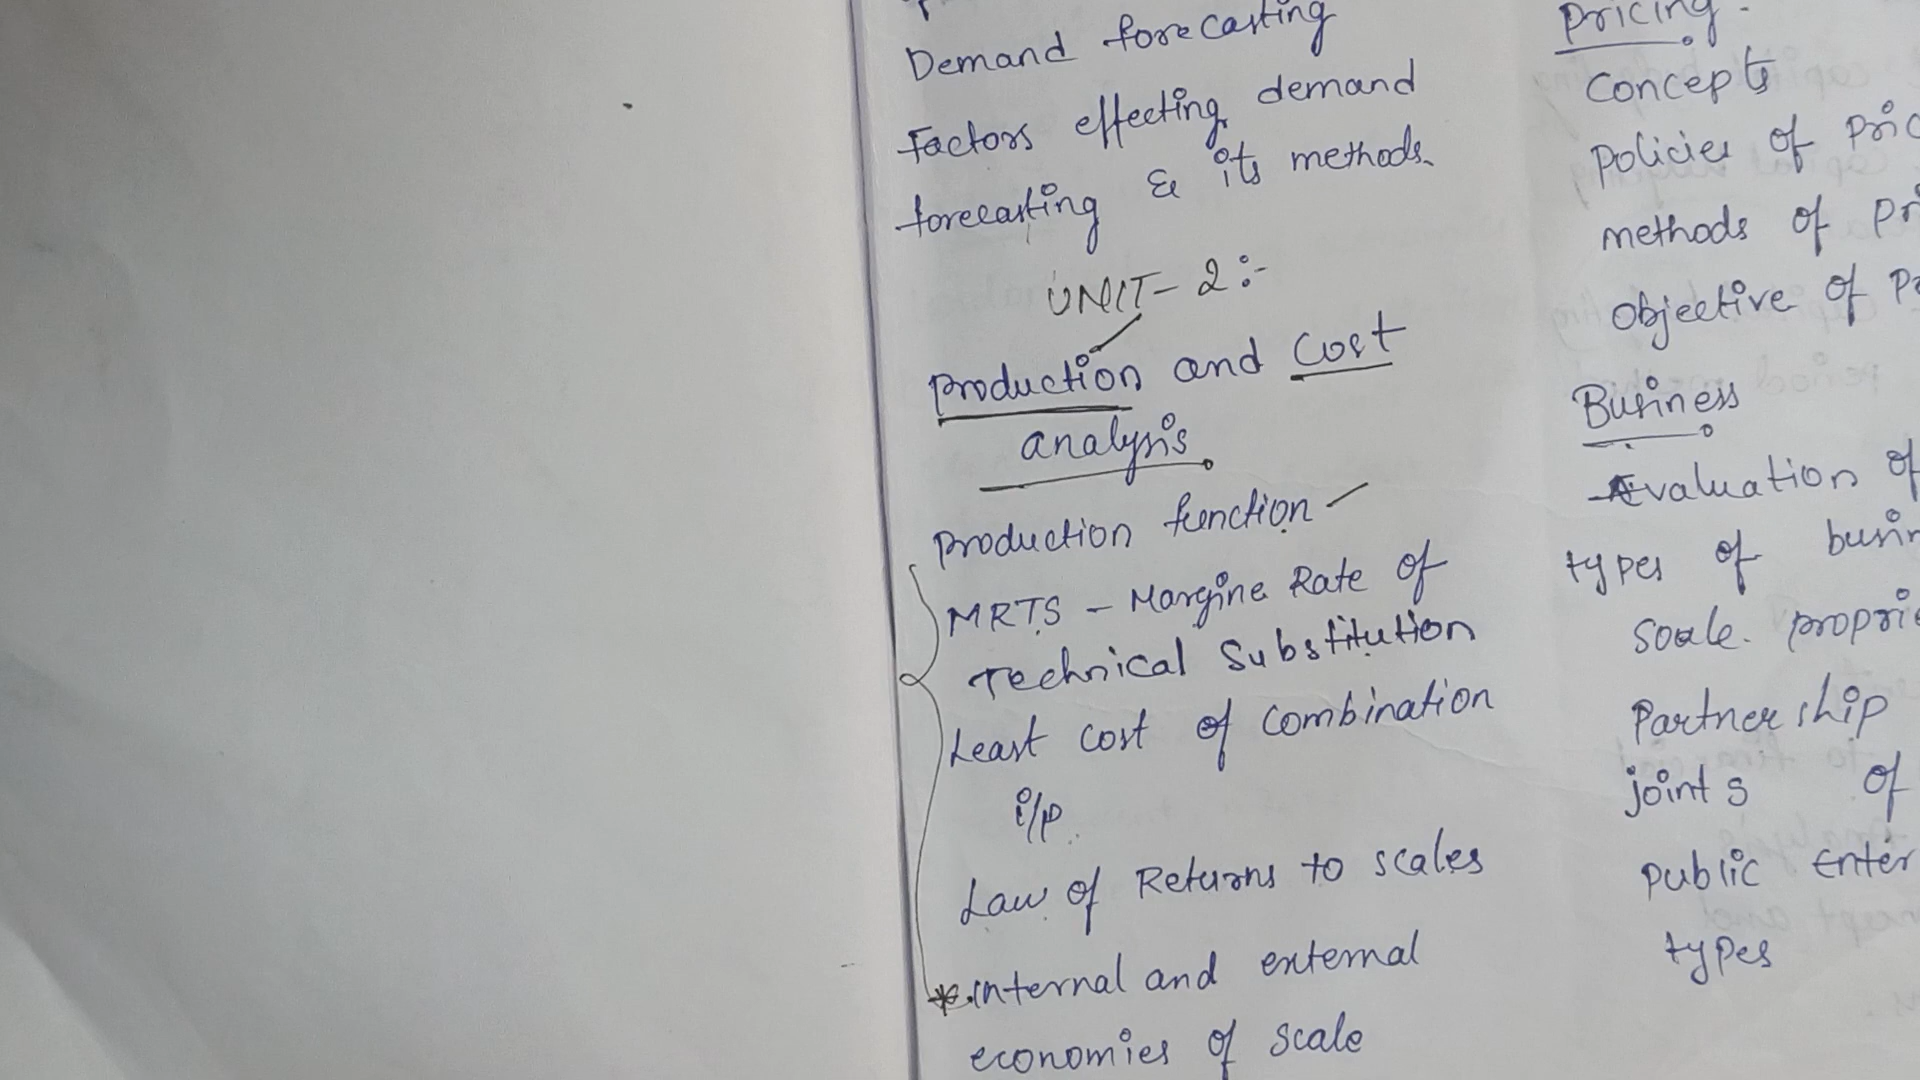 Demand forecasting
Factors effecting demand
forecasting & its methods.
UNIT- 2:-
production and Cost
analysis.
production function
MRTS - Margine Rate of
Technical Substitution
Least cost of combination
i/p.
Law of Returns to scales
*.internal and external
economies of scale
Pricing.
concepts
policies of
methods of
objective of
Business
Evaluation of
types of
Soale.
Partnership
joint s of
public
types